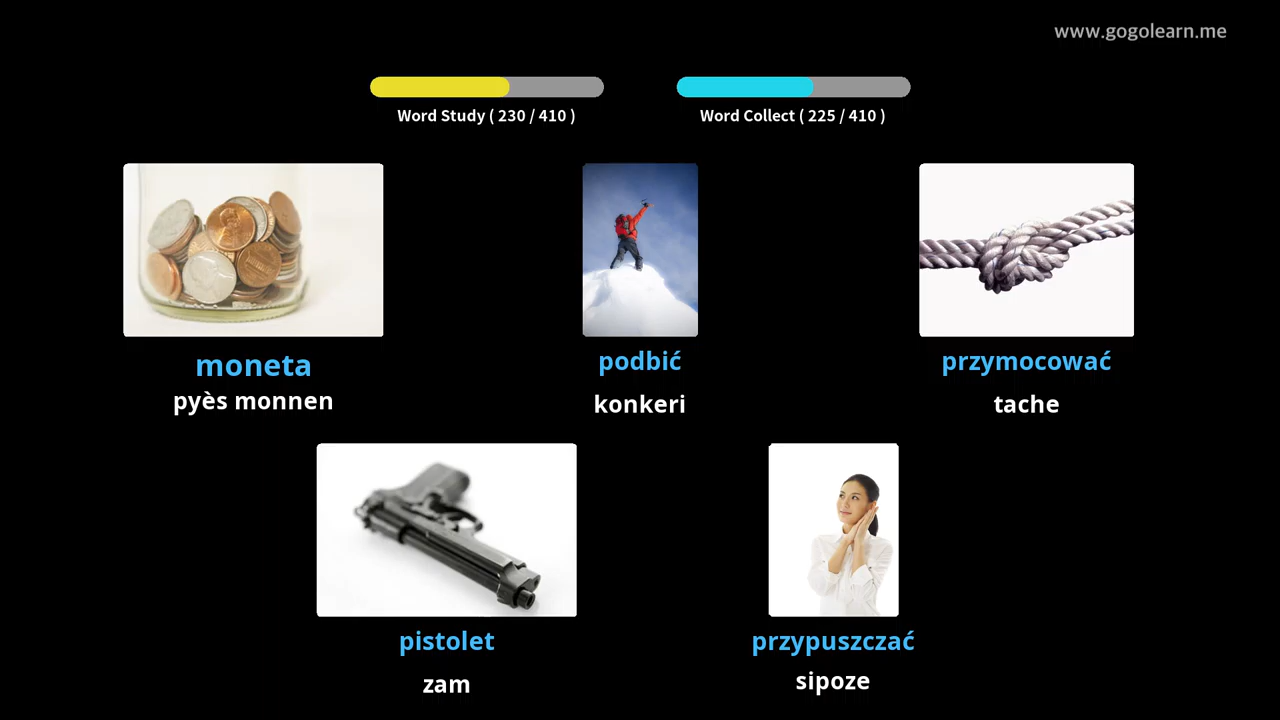 www.gogolearn.me
Word Study ( 230 / 410 )
Word Collect ( 225 / 410 )
moneta
pyès monnen
podbić
konkeri
przymocować
tache
pistolet
zam
przypuszczać
sipoze